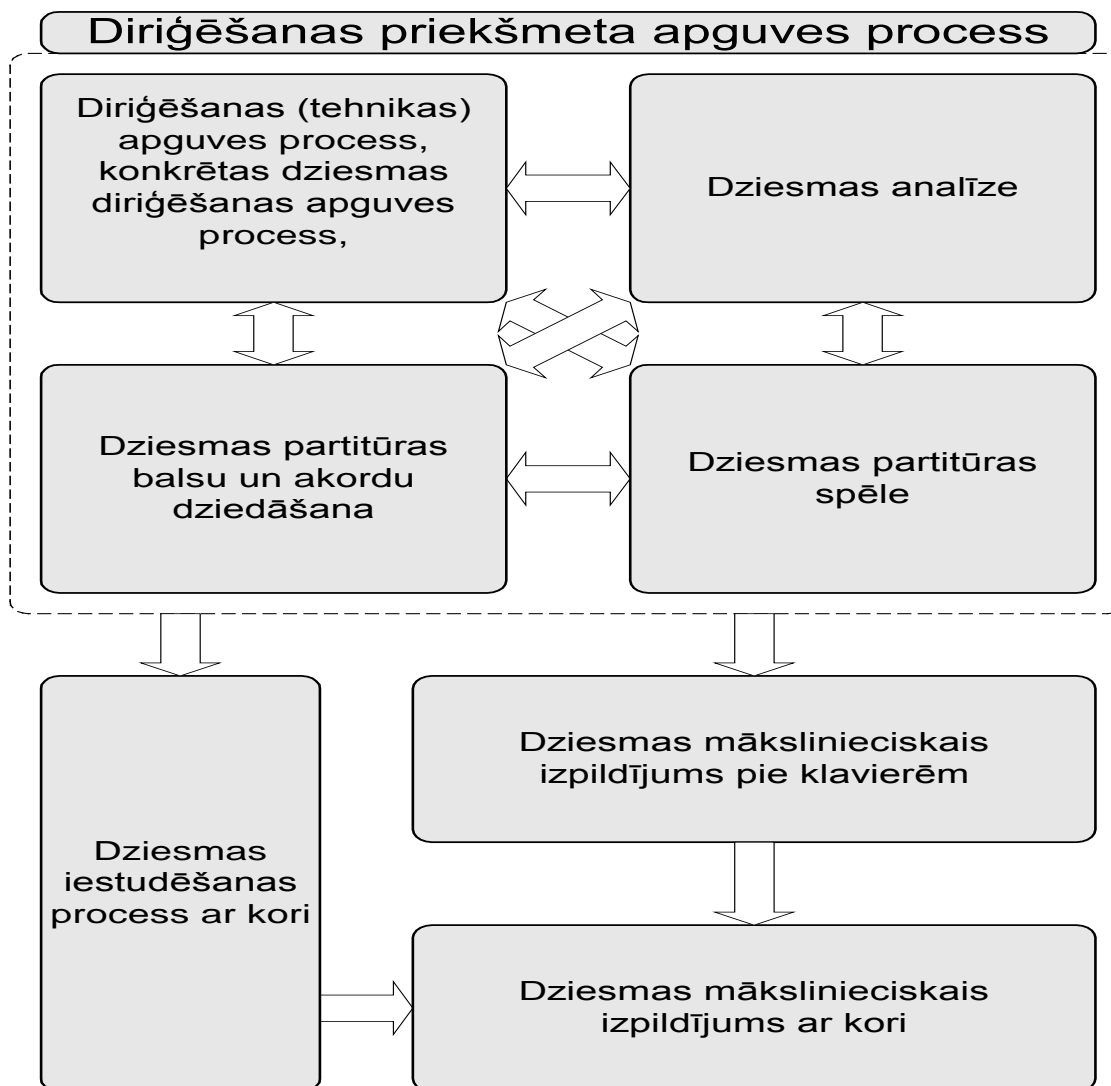 Diriģēšanas priekšmeta apguves process
Diriģēšanas (tehnikas)
apguves process,
konkrētas dziesmas
diriģēšanas apguves
process,
Dziesmas analīze
Dziesmas partitūras
balsu un akordu
dziedāšana
Dziesmas partitūras
spēle
Dziesmas
iestudēšanas
process ar kori
Dziesmas mākslinieciskais
izpildījums pie klavierēm
Dziesmas mākslinieciskais
izpildījums ar kori